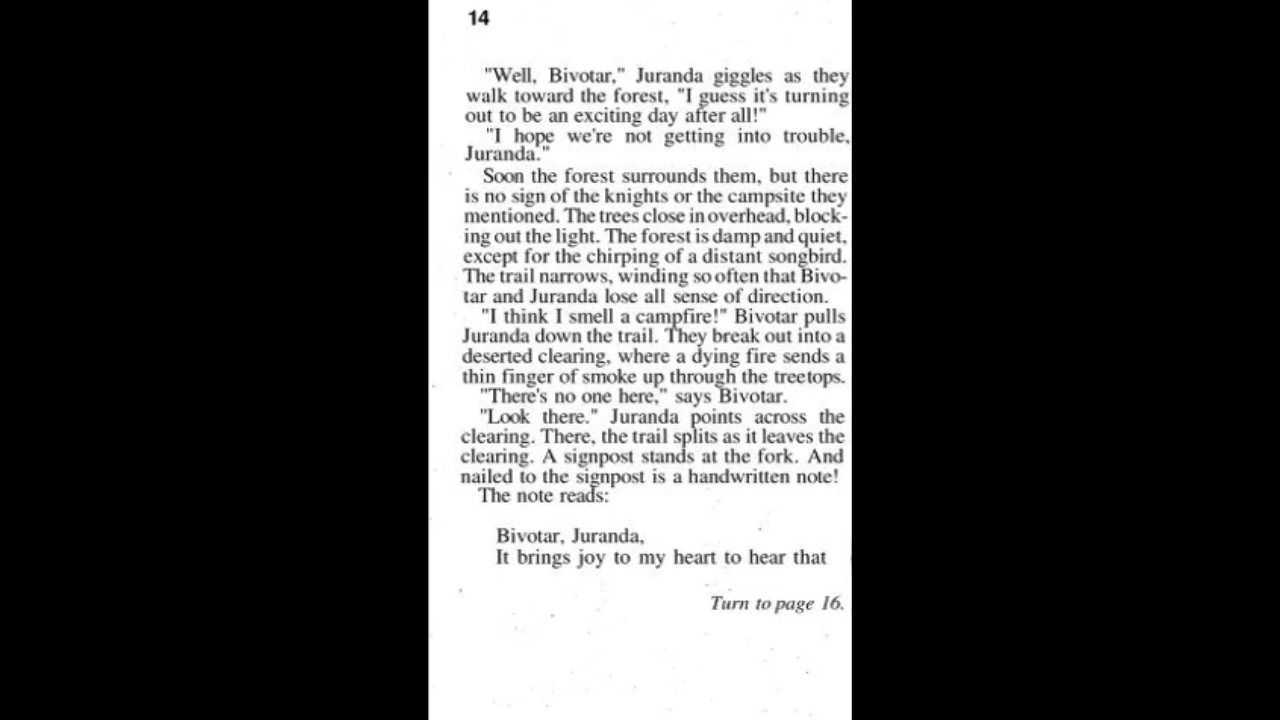 14
"Well, Bivotar," Juranda giggles as they
walk toward the forest, "I guess it's turning
out to be an exciting day after all!"
"I hope we're not getting into trouble,
Juranda."
Soon the forest surrounds them, but there
is no sign of the knights or the campsite they
mentioned. The trees close in overhead, block-
ing out the light. The forest is damp and quiet,
except for the chirping of a distant songbird.
The trail narrows, winding so often that Bivo-
tar and Juranda lose all sense of direction.
"I think I smell a campfire!" Bivotar pulls
Juranda down the trail. They break out into a
deserted clearing, where a dying fire sends a
thin finger of smoke up through the treetops.
"There's no one here," says Bivotar.
"Look there." Juranda points across the
clearing. There, the trail splits as it leaves the
clearing. A signpost stands at the fork. And
nailed to the signpost is a handwritten note!
The note reads:
Bivotar, Juranda,
It brings joy to my heart to hear that
Turn to page 16.